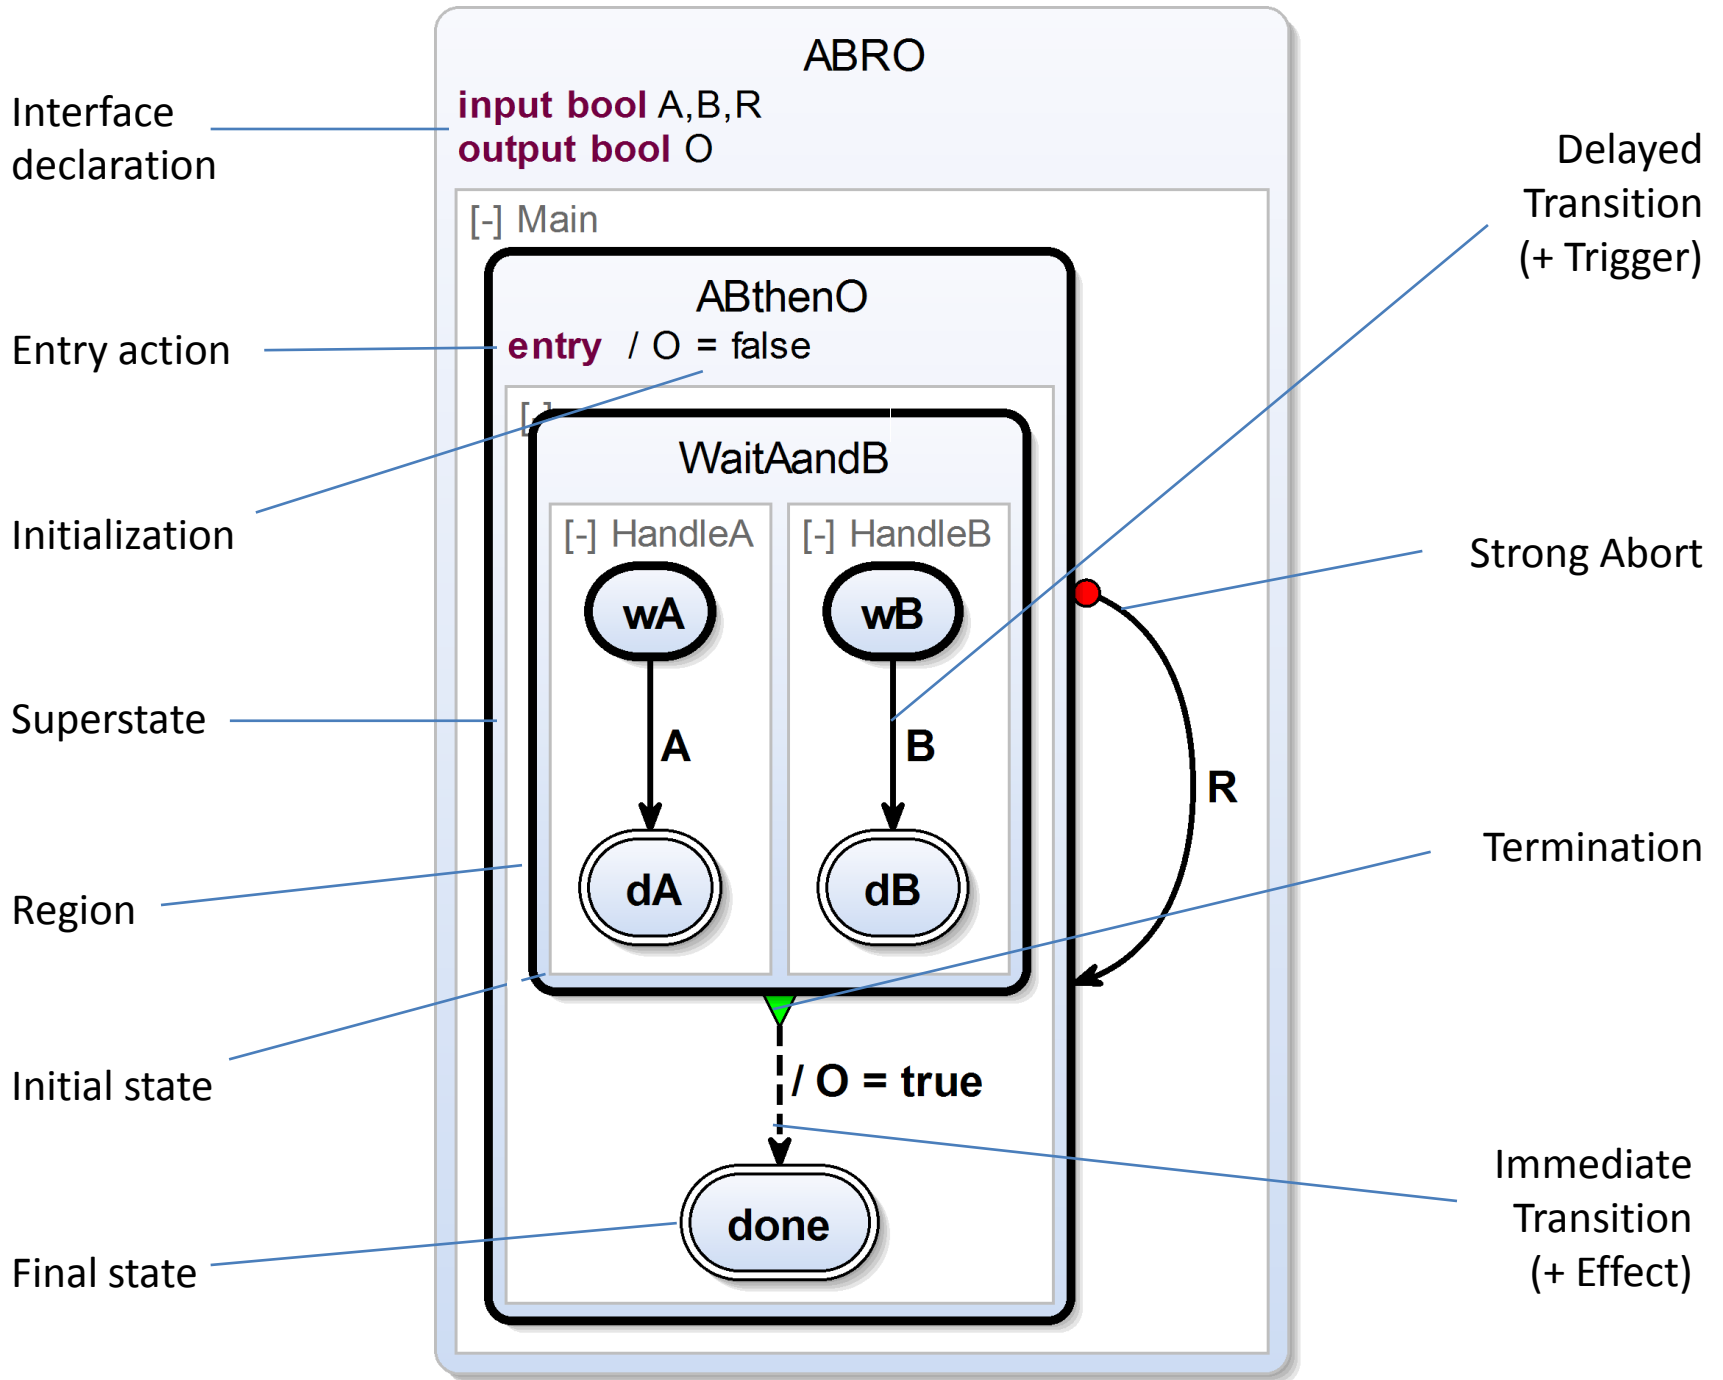 ABRO
input bool A,B,R
output bool O
Interface
declaration
Delayed
Transition
(+ Trigger)
[-] Main
ABthenO
entry / O = false
Entry action
[-]
WaitAandB
Initialization
[-] HandleA
[-] HandleB
Strong Abort
wA
wB
Superstate
A
B
R
Termination
dA
dB
Region
Initial state
/ O = true
Immediate
Transition
(+ Effect)
done
Final state